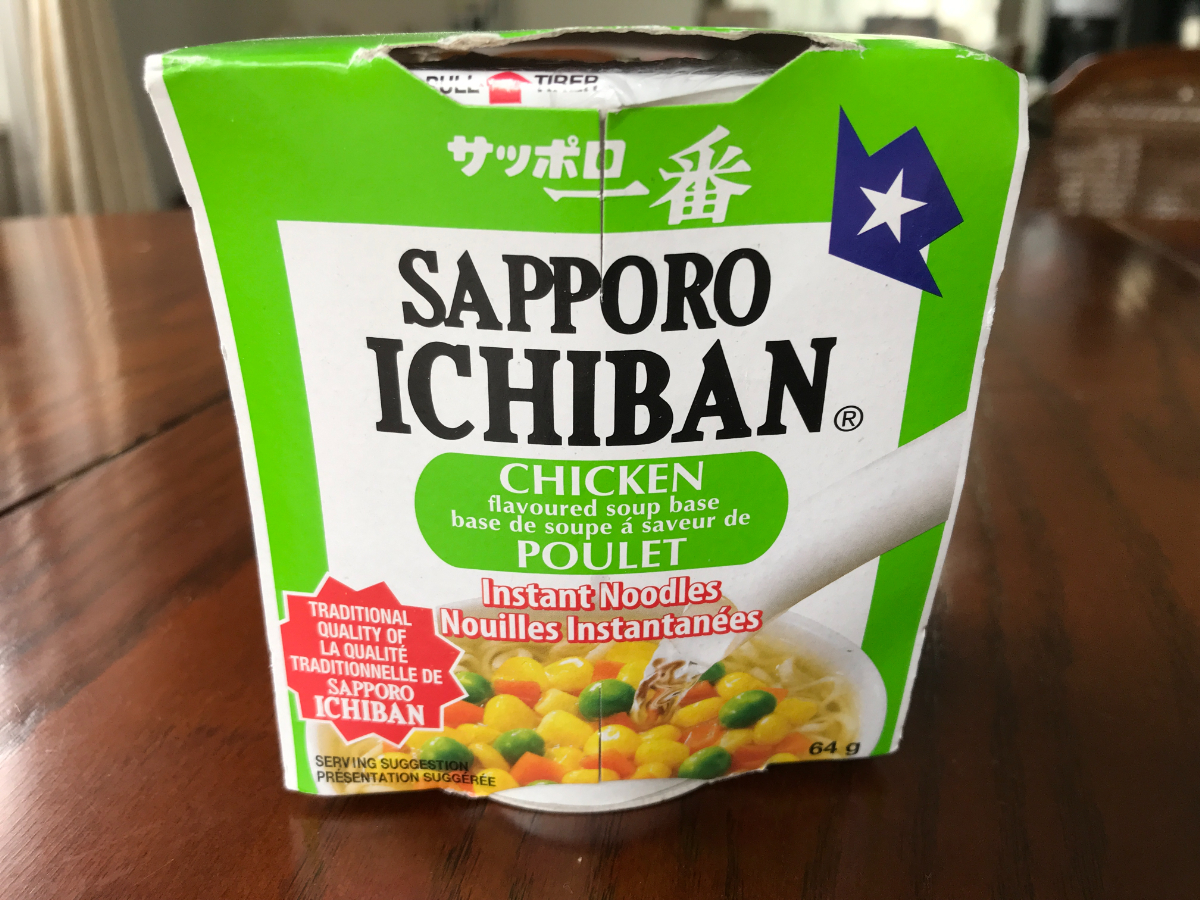 PULL TIRER
サッポロ一番
SAPPORO
ICHIBAN®
CHICKEN
flavoured soup base
base de soupe á saveur de
POULET
Instant Noodles
Nouilles Instantanées
TRADITIONAL
QUALITY OF
LA QUALITÉ
TRADITIONNELLE DE
SAPPORO
ICHIBAN
64 g
SERVING SUGGESTION
PRÉSENTATION SUGGÉRÉE